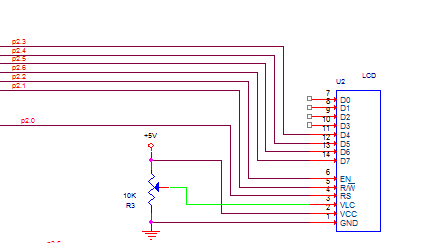 p2.3
p2.4
p2.5
p2.6
p2.2
p2.1
p2.0
+5V
10K
R3
U2
LCD
7 D0
8 D1
9 D2
10 D3
11 D4
12 D5
13 D6
14 D7
6 EN
5 R/W
4 RS
3 VLC
2 VCC
1 GND